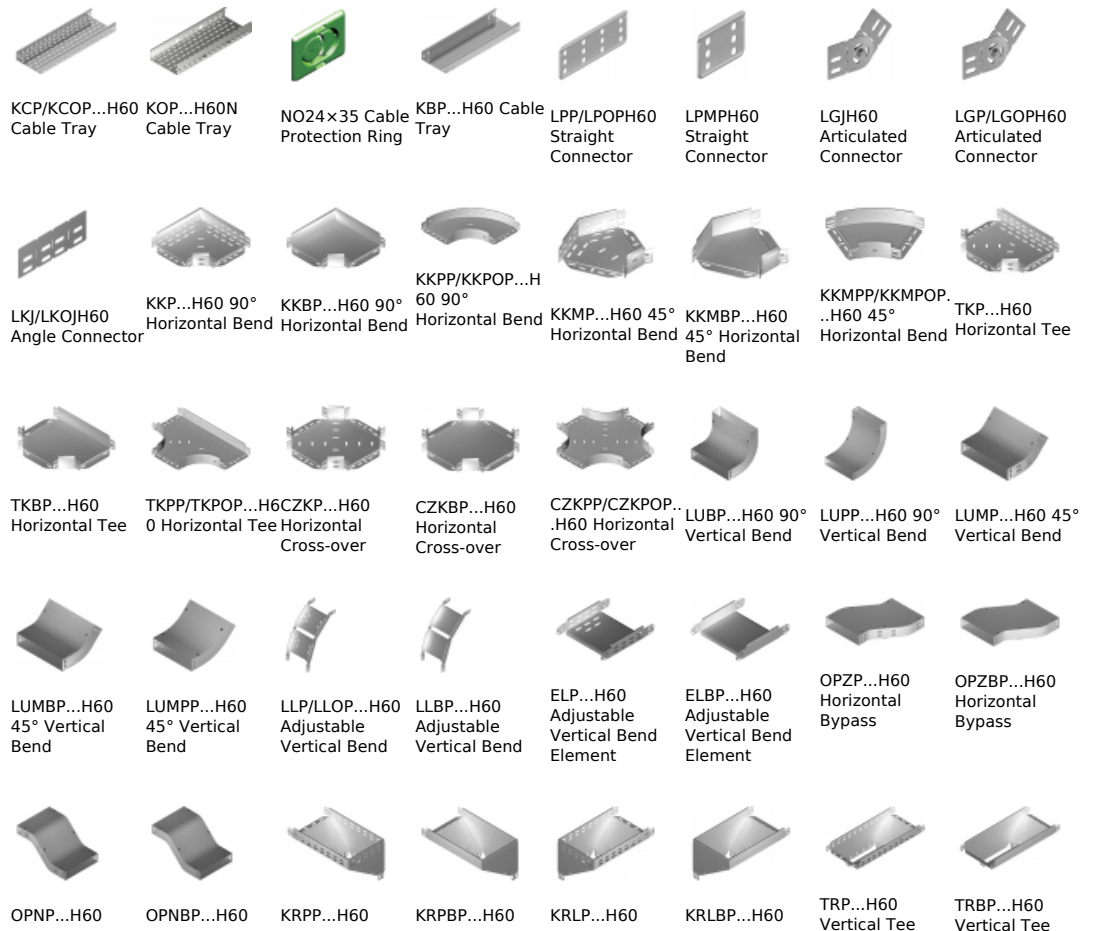 KCP/KCOP...H60
Cable Tray
KOP...H60N
Cable Tray
NO24×35 Cable
Protection Ring
KBP...H60 Cable
Tray
LPP/LPOPH60
Straight
Connector
LPMPH60
Straight
Connector
LGJH60
Articulated
Connector
LGP/LGOPH60
Articulated
Connector
LKJ/LKOJH60
Angle Connector
KKP...H60 90°
Horizontal Bend
KKBP...H60 90°
Horizontal Bend
KKPP/KKPOP...H
60 90°
Horizontal Bend
KKMP...H60 45°
Horizontal Bend
KKMBP...H60
45° Horizontal
Bend
KKMPP/KKMPOP.
..H60 45°
Horizontal Bend
TKP...H60
Horizontal Tee
TKBP...H60
Horizontal Tee
TKPP/TKPOP...H6
0 Horizontal Tee
CZKP...H60
Horizontal
Cross-over
CZKBP...H60
Horizontal
Cross-over
CZKPP/CZKPOP..
.H60 Horizontal
Cross-over
LUBP...H60 90°
Vertical Bend
LUPP...H60 90°
Vertical Bend
LUMP...H60 45°
Vertical Bend
LUMBP...H60
45° Vertical
Bend
LUMPP...H60
45° Vertical
Bend
LLP/LLOP...H60
Adjustable
Vertical Bend
LLBP...H60
Adjustable
Vertical Bend
ELP...H60
Adjustable
Vertical Bend
Element
ELBP...H60
Adjustable
Vertical Bend
Element
OPZP...H60
Horizontal
Bypass
OPZBP...H60
Horizontal
Bypass
OPNP...H60
OPNBP...H60
KRPP...H60
KRPBP...H60
KRLP...H60
KRLBP...H60
TRP...H60
Vertical Tee
TRBP...H60
Vertical Tee